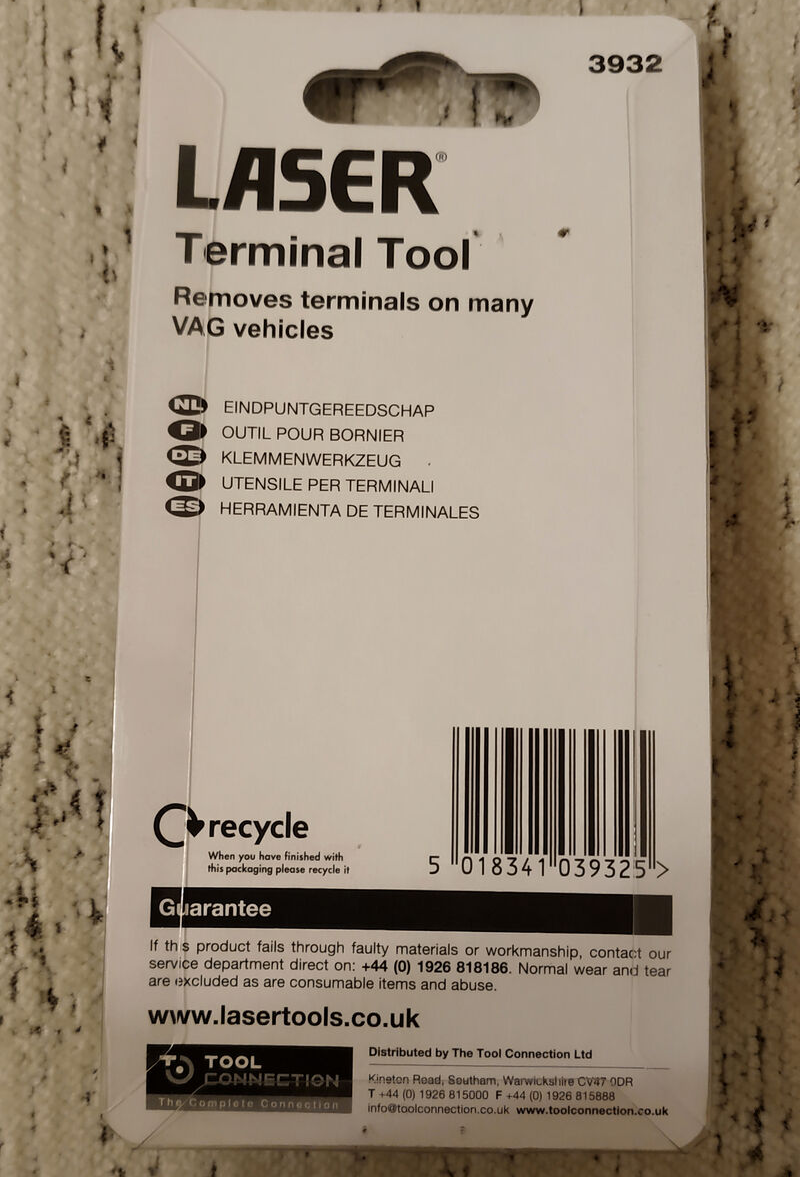 3932
LASER®
Terminal Tool
Removes terminals on many
VAG vehicles
NL EINDPUNTGEREEDSCHAP
F OUTIL POUR BORNIER
DE KLEMMENWERKZEUG
IT UTENSILE PER TERMINALI
ES HERRAMIENTA DE TERMINALES
recycle
When you have finished with
this packaging please recycle it
5 018341 039325 >
Guarantee
If this product fails through faulty materials or workmanship, contact our
service department direct on: +44 (0) 1926 818186. Normal wear and tear
are excluded as are consumable items and abuse.
www.lasertools.co.uk
TOOL
CONNECTION
The Complete Connection
Distributed by The Tool Connection Ltd
Kineton Road, Southam, Warwickshire CV47 0DR
T +44 (0) 1926 815000 F +44 (0) 1926 815888
info@toolconnection.co.uk www.toolconnection.co.uk